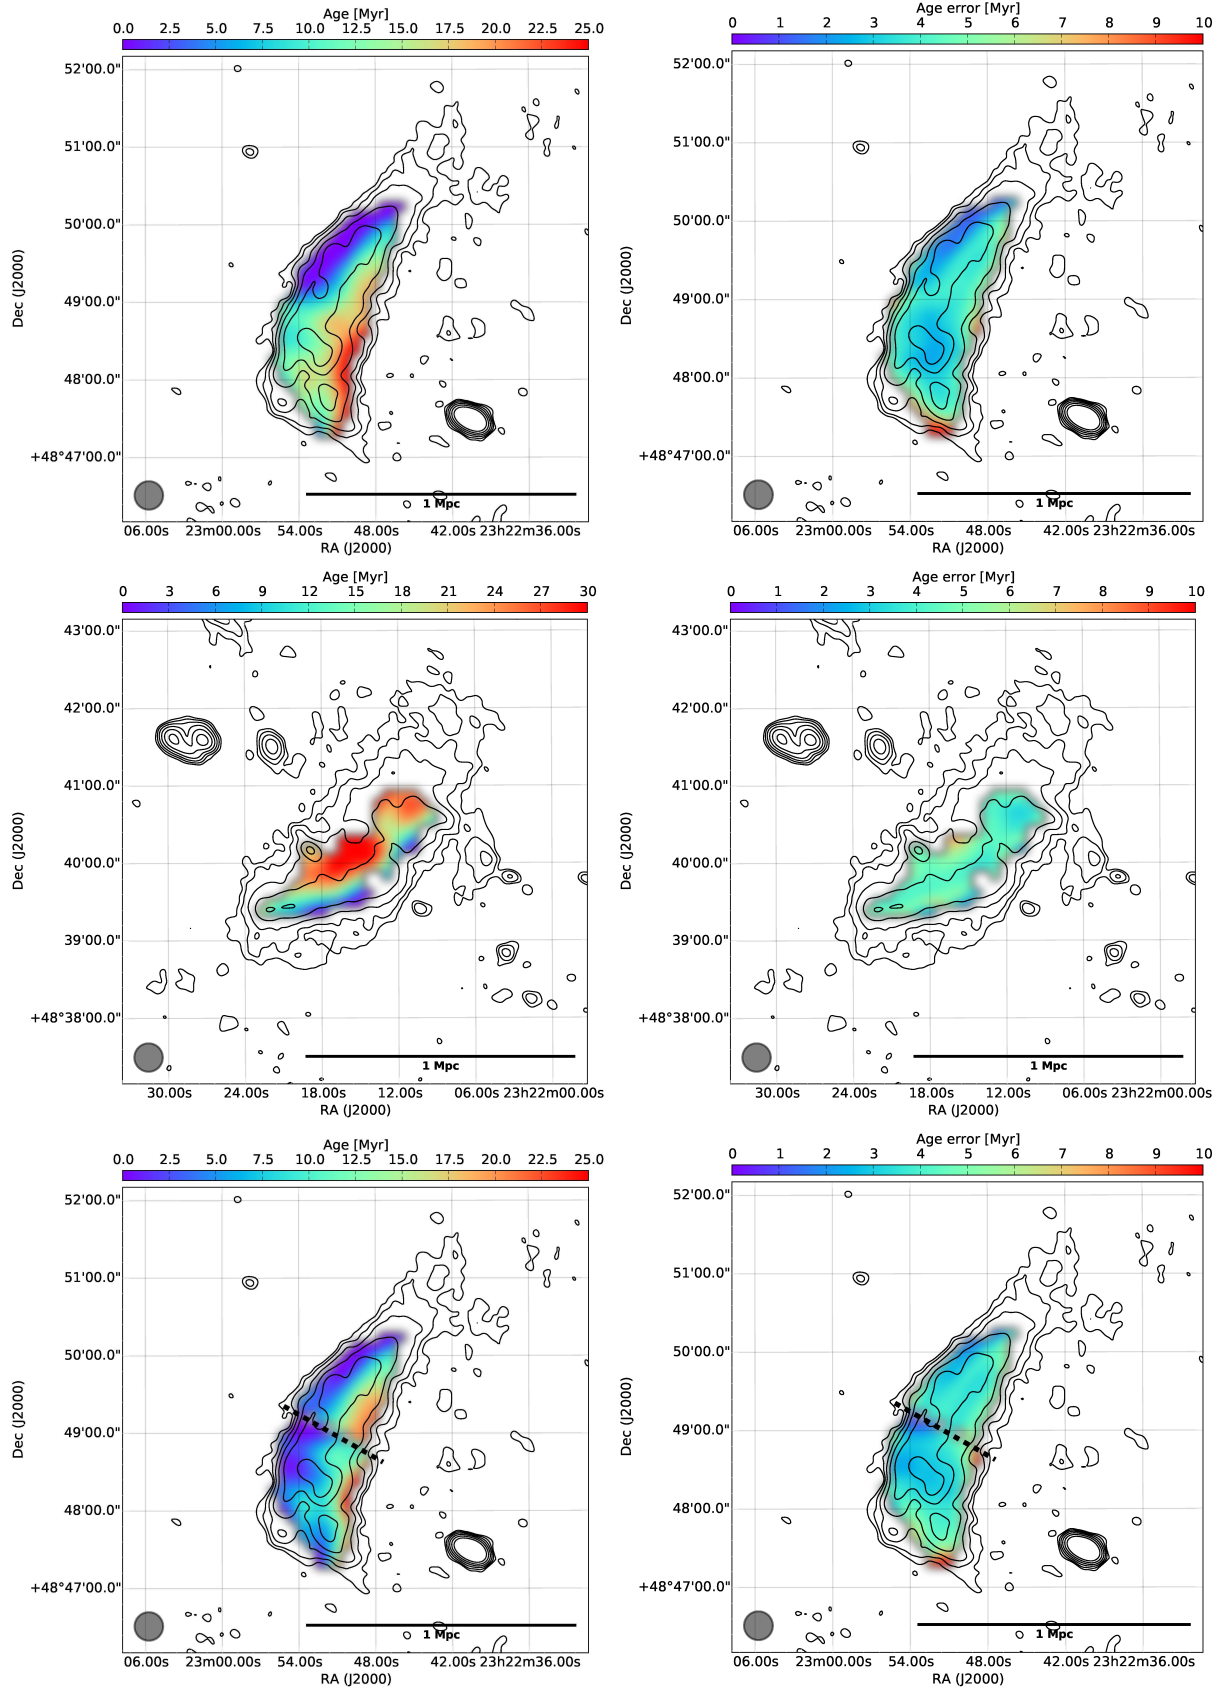 Age [Myr]
0.0 2.5 5.0 7.5 10.0 12.5 15.0 17.5 20.0 22.5 25.0
52'00.0"
51'00.0"
50'00.0"
49'00.0"
48'00.0"
+48°47'00.0"
Dec (J2000)
1 Mpc
06.00s 23m00.00s 54.00s 48.00s 42.00s 23h22m36.00s
RA (J2000)
Age error [Myr]
0 1 2 3 4 5 6 7 8 9 10
52'00.0"
51'00.0"
50'00.0"
49'00.0"
48'00.0"
+48°47'00.0"
Dec (J2000)
1 Mpc
06.00s 23m00.00s 54.00s 48.00s 42.00s 23h22m36.00s
RA (J2000)
Age [Myr]
0 3 6 9 12 15 18 21 24 27 30
43'00.0"
42'00.0"
41'00.0"
40'00.0"
39'00.0"
+48°38'00.0"
Dec (J2000)
1 Mpc
30.00s 24.00s 18.00s 12.00s 06.00s 23h22m00.00s
RA (J2000)
Age error [Myr]
0 1 2 3 4 5 6 7 8 9 10
43'00.0"
42'00.0"
41'00.0"
40'00.0"
39'00.0"
+48°38'00.0"
Dec (J2000)
1 Mpc
30.00s 24.00s 18.00s 12.00s 06.00s 23h22m00.00s
RA (J2000)
Age [Myr]
0.0 2.5 5.0 7.5 10.0 12.5 15.0 17.5 20.0 22.5 25.0
52'00.0"
51'00.0"
50'00.0"
49'00.0"
48'00.0"
+48°47'00.0"
Dec (J2000)
1 Mpc
06.00s 23m00.00s 54.00s 48.00s 42.00s 23h22m36.00s
RA (J2000)
Age error [Myr]
0 1 2 3 4 5 6 7 8 9 10
52'00.0"
51'00.0"
50'00.0"
49'00.0"
48'00.0"
+48°47'00.0"
Dec (J2000)
1 Mpc
06.00s 23m00.00s 54.00s 48.00s 42.00s 23h22m36.00s
RA (J2000)